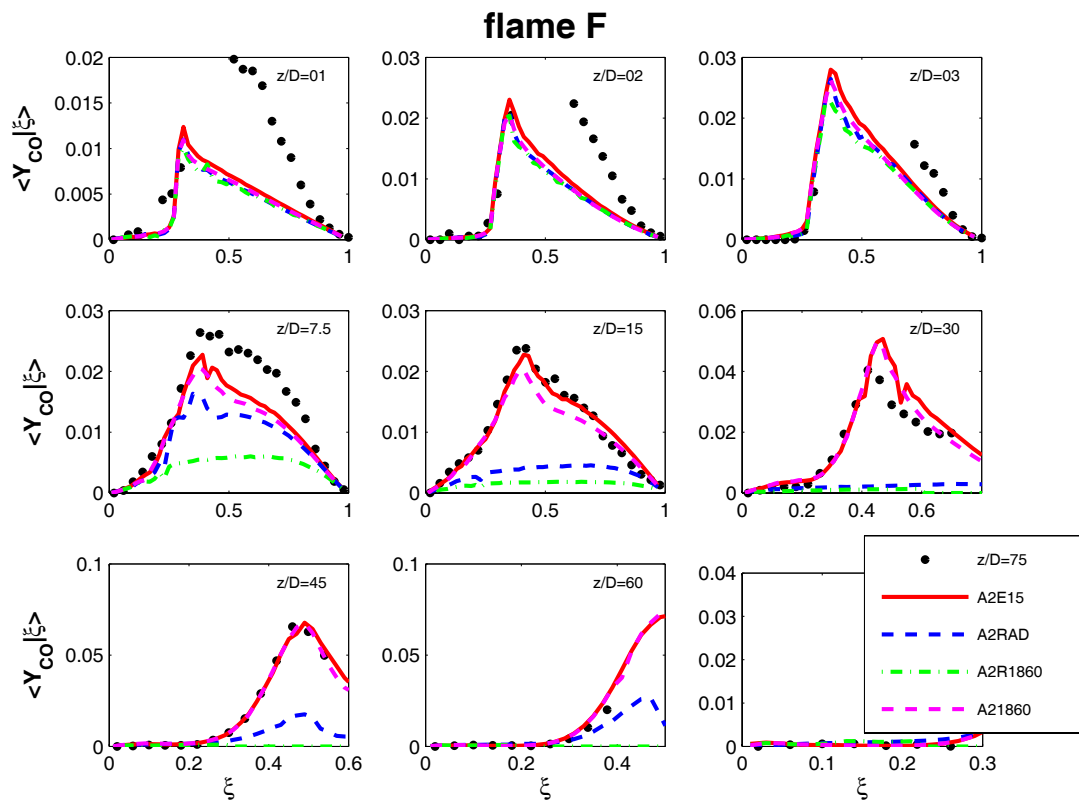 flame F
z/D=01
<Y_CO|ξ>
0 0.005 0.01 0.015 0.02
0 0.5 1
z/D=02
0 0.01 0.02 0.03
0 0.5 1
z/D=03
0 0.01 0.02 0.03
0 0.5 1
z/D=7.5
<Y_CO|ξ>
0 0.01 0.02 0.03
0 0.5 1
z/D=15
0 0.01 0.02 0.03
0 0.5 1
z/D=30
0 0.02 0.04 0.06
0 0.2 0.4 0.6
z/D=45
<Y_CO|ξ>
0 0.05 0.1
0 0.2 0.4 0.6
ξ
z/D=60
0 0.05 0.1
0 0.2 0.4
ξ
0 0.01 0.02 0.03 0.04
0 0.1 0.2 0.3
ξ
z/D=75
A2E15
A2RAD
A2R1860
A21860